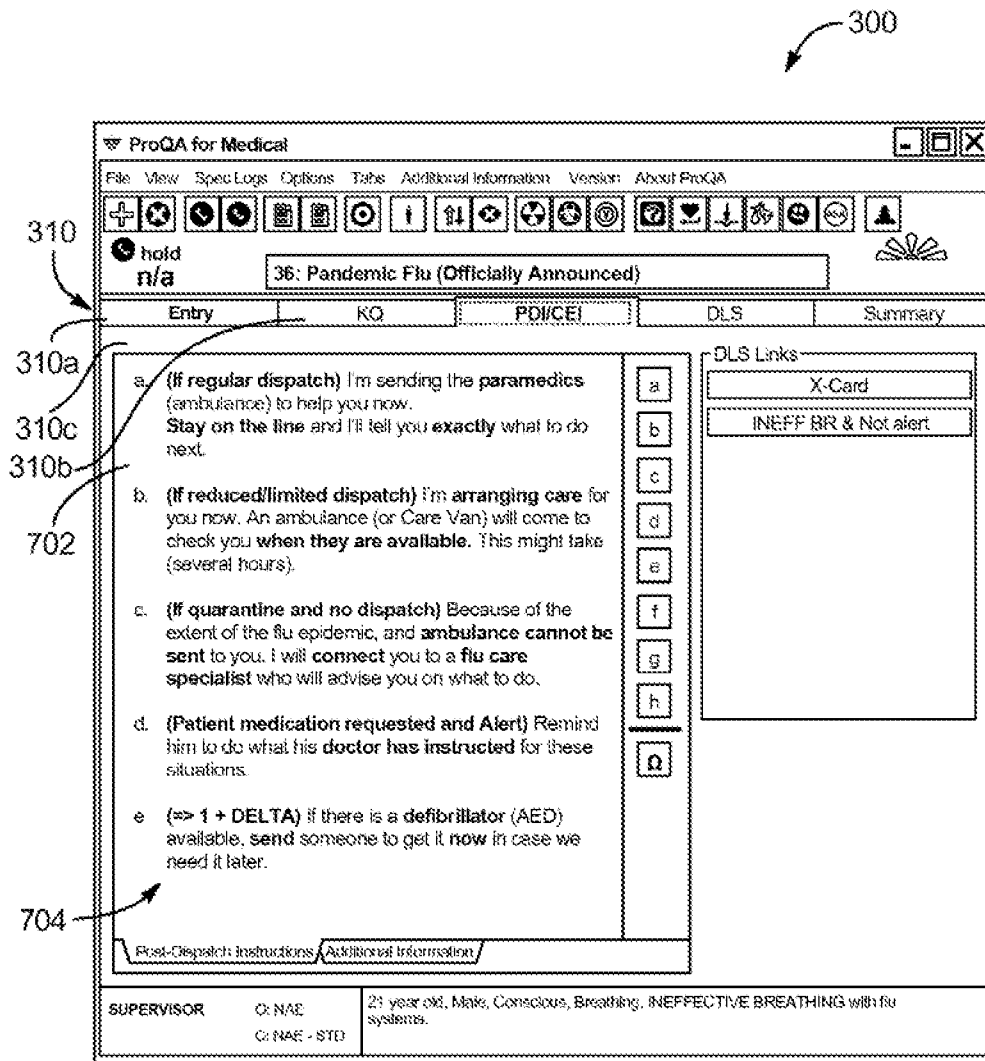 300
ProQA for Medical
File View Spec Logs Options Tabs Additional Information Version About ProQA
310
hold
n/a
36: Pandemic Flu (Officially Announced)
Entry KQ PDI/CEI DLS Summary
310a
310c
310b
702
a. (If regular dispatch) I'm sending the paramedics
(ambulance) to help you now.
Stay on the line and I'll tell you exactly what to do
next.
b. (If reduced/limited dispatch) I'm arranging care for
you now. An ambulance (or Care Van) will come to
check you when they are available. This might take
(several hours).
c. (If quarantine and no dispatch) Because of the
extent of the flu epidemic, and ambulance cannot be
sent to you. I will connect you to a flu care
specialist who will advise you on what to do.
d. (Patient medication requested and Alert) Remind
him to do what his doctor has instructed for these
situations.
e (=> 1 + DELTA) If there is a defibrillator (AED)
available, send someone to get it now in case we
need it later.
704
a
b
c
d
e
f
g
h
Ω
DLS Links
X-Card
INEFF BR & Not alert
Post-Dispatch Instructions Additional Information
SUPERVISOR
O: NAE
C: NAE - STD
21 year old, Male, Conscious, Breathing, INEFFECTIVE BREATHING with flu
systems.